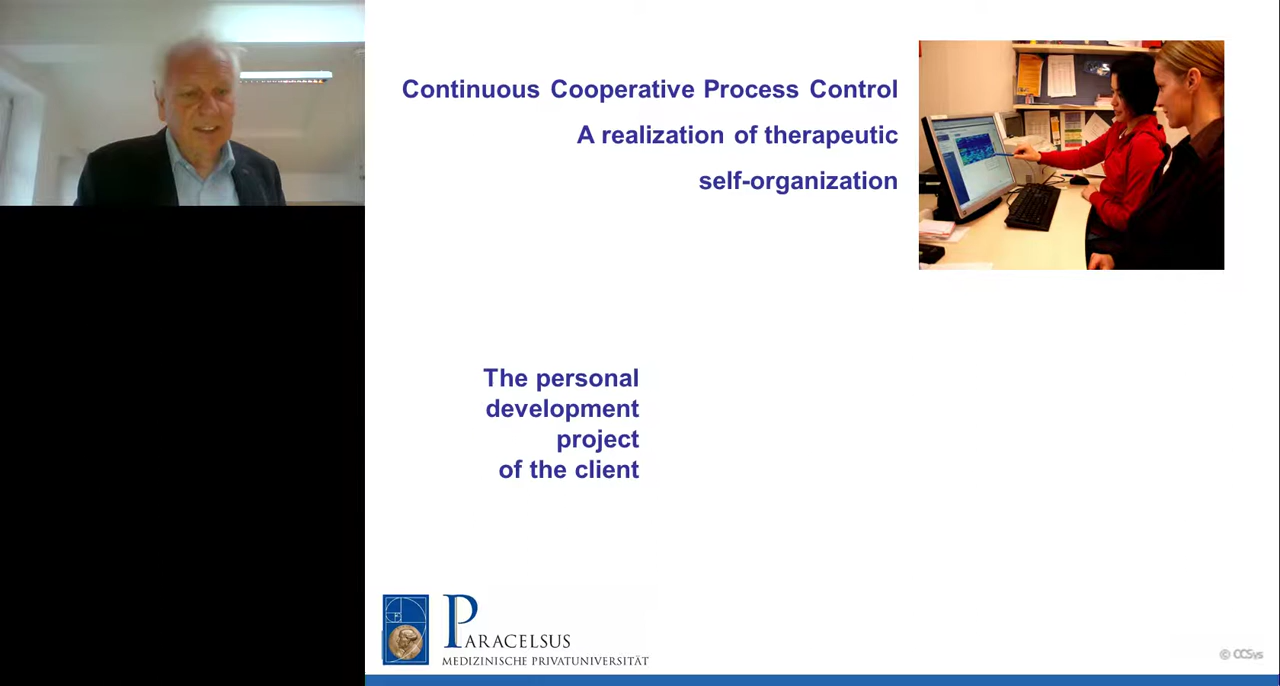 Continuous Cooperative Process Control
A realization of therapeutic
self-organization
The personal
development
project
of the client
PARACELSUS
MEDIZINISCHE PRIVATUNIVERSITÄT
© CCSys